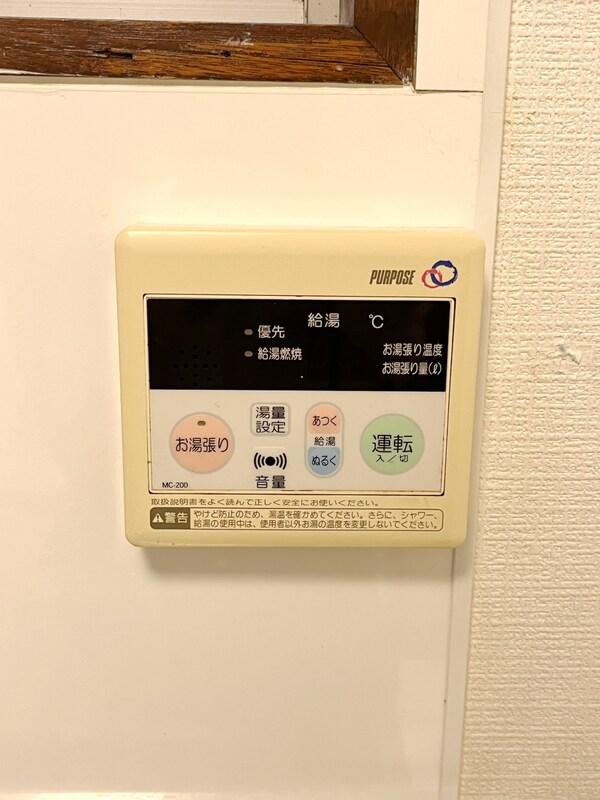 PURPOSE
給湯 ℃
優先
給湯燃焼
お湯張り温度
お湯張り量(ℓ)
お湯張り
湯量
設定
音量
あつく
給湯
ぬるく
運転
入／切
MC-200
取扱説明書をよく読んで正しく安全にお使いください。
警告
やけど防止のため、湯温を確かめてください。さらに、シャワー、
給湯の使用中は、使用者以外お湯の温度を変更しないでください。